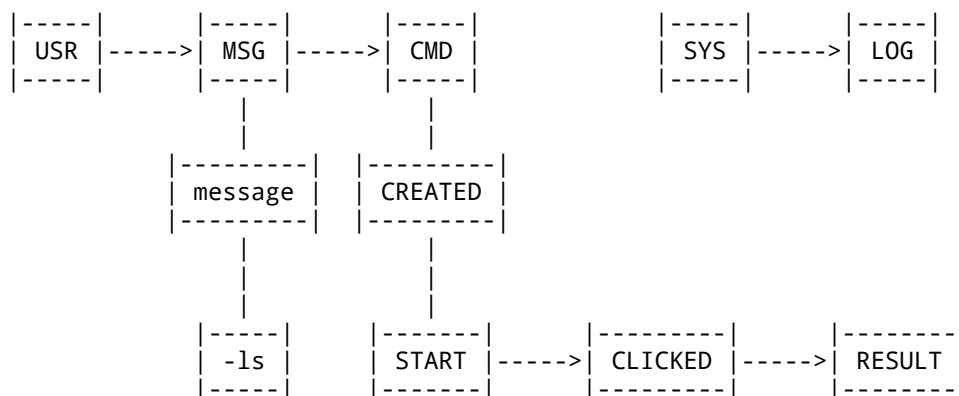 USR MSG CMD SYS LOG
message CREATED
-ls START CLICKED RESULT